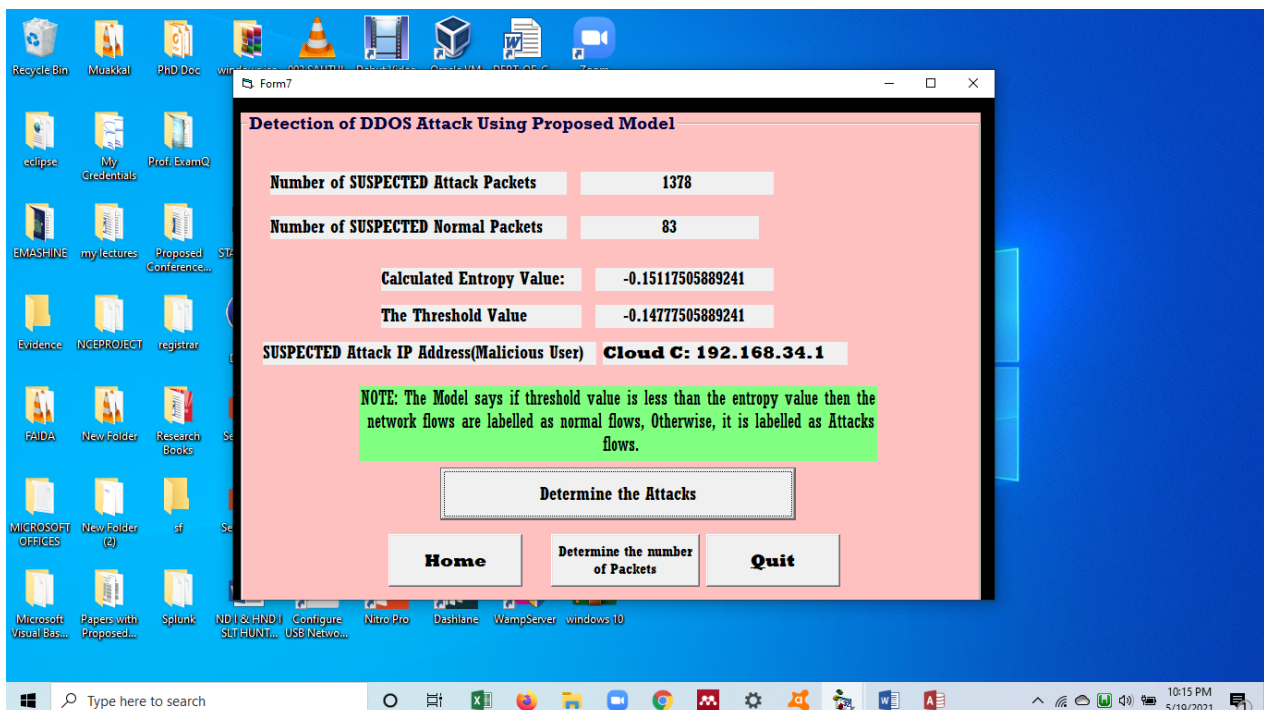 Recycle Bin
Muakkal
PhD Doc
Zoom
Form7
Detection of DDOS Attack Using Proposed Model
eclipse
My Credentials
Prof. ExamQ
Number of SUSPECTED Attack Packets
1378
Number of SUSPECTED Normal Packets
83
EMASHINE
my lectures
Proposed Conference...
Calculated Entropy Value:
-0.15117505889241
The Threshold Value
-0.14777505889241
Evidence
NCEPROJECT
registrar
SUSPECTED Attack IP Address(Malicious User)
Cloud C: 192.168.34.1
NOTE: The Model says if threshold value is less than the entropy value then the
network flows are labelled as normal flows, Otherwise, it is labelled as Attacks
flows.
FAIDA
New Folder
Research Books
Determine the Attacks
MICROSOFT OFFICES
New Folder (2)
sf
Home
Determine the number
of Packets
Quit
Microsoft Visual Bas...
Papers with Proposed...
Splunk
ND I & HND I SLT HUNT...
Configure USB Netwo...
Nitro Pro
Dashlane
WampServer
windows 10
Type here to search
10:15 PM
5/19/2021